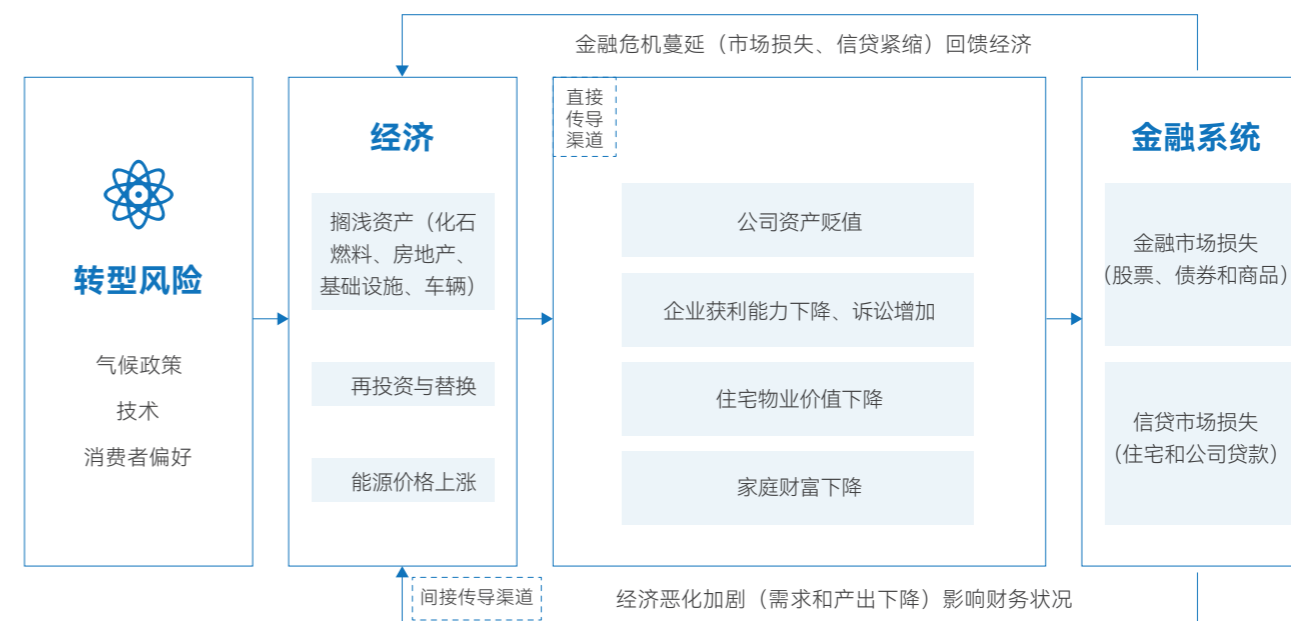 金融危机蔓延（市场损失、信贷紧缩）回馈经济
转型风险
气候政策
技术
消费者偏好
经济
搁浅资产（化石
燃料、房地产、
基础设施、车辆）
再投资与替换
能源价格上涨
直接
传导
渠道
公司资产贬值
企业获利能力下降、诉讼增加
住宅物业价值下降
家庭财富下降
金融系统
金融市场损失
（股票、债券和商品）
信贷市场损失
（住宅和公司贷款）
间接传导渠道
经济恶化加剧（需求和产出下降）影响财务状况